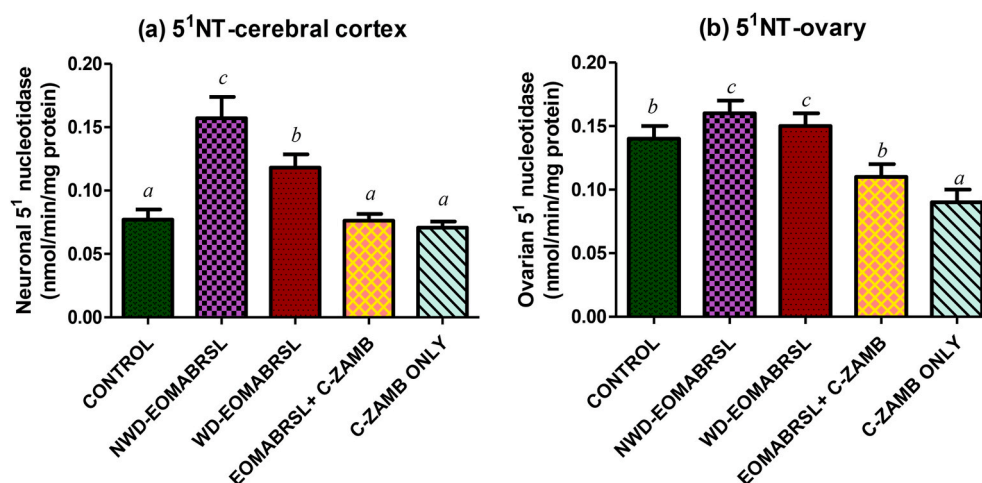 (a) 5¹NT-cerebral cortex
Neuronal 5¹ nucleotidase
(nmol/min/mg protein)
0.20
0.15
0.10
0.05
0.00
a
c
b
a
a
CONTROL
NWD-EOMABRSL
WD-EOMABRSL
EOMABRSL+ C-ZAMB
C-ZAMB ONLY
(b) 5¹NT-ovary
Ovarian 5¹ nucleotidase
(nmol/min/mg protein)
0.20
0.15
0.10
0.05
0.00
b
c
c
b
a
CONTROL
NWD-EOMABRSL
WD-EOMABRSL
EOMABRSL+ C-ZAMB
C-ZAMB ONLY